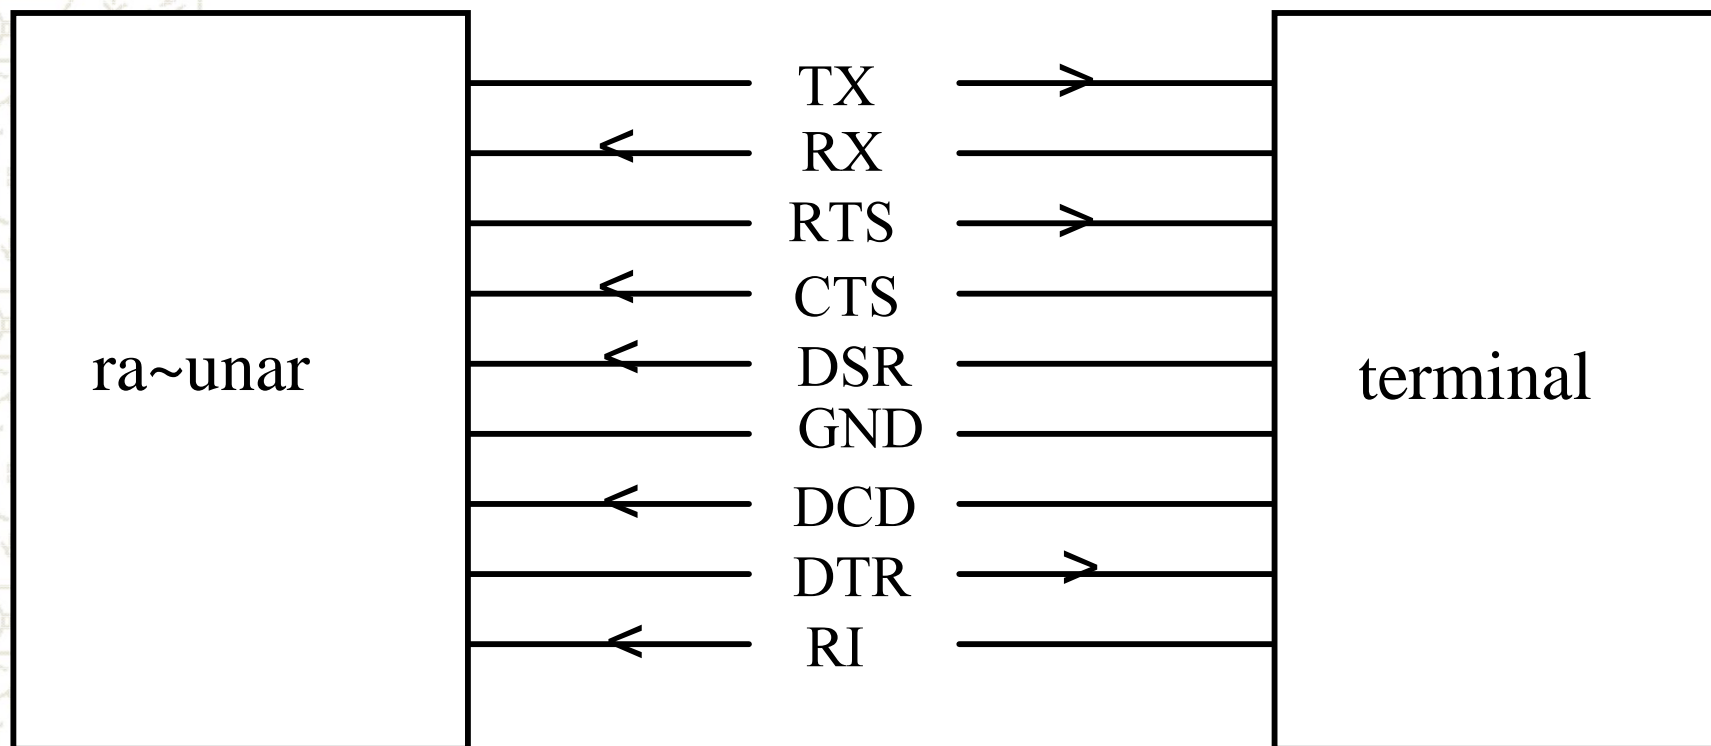 TX
RX
RTS
CTS
DSR
ra~unar
terminal
GND
DCD
DTR
RI